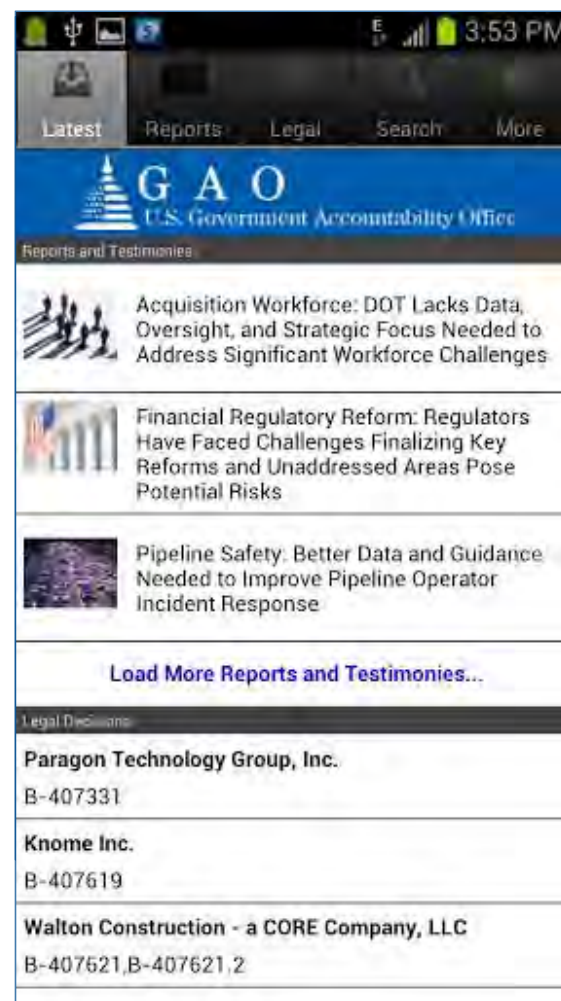 3:53 PM
Latest Reports Legal Search More
G A O
U.S. Government Accountability Office
Reports and Testimonies
Acquisition Workforce: DOT Lacks Data,
Oversight, and Strategic Focus Needed to
Address Significant Workforce Challenges
Financial Regulatory Reform: Regulators
Have Faced Challenges Finalizing Key
Reforms and Unaddressed Areas Pose
Potential Risks
Pipeline Safety: Better Data and Guidance
Needed to Improve Pipeline Operator
Incident Response
Load More Reports and Testimonies...
Legal Decisions
Paragon Technology Group, Inc.
B-407331
Knome Inc.
B-407619
Walton Construction - a CORE Company, LLC
B-407621,B-407621.2